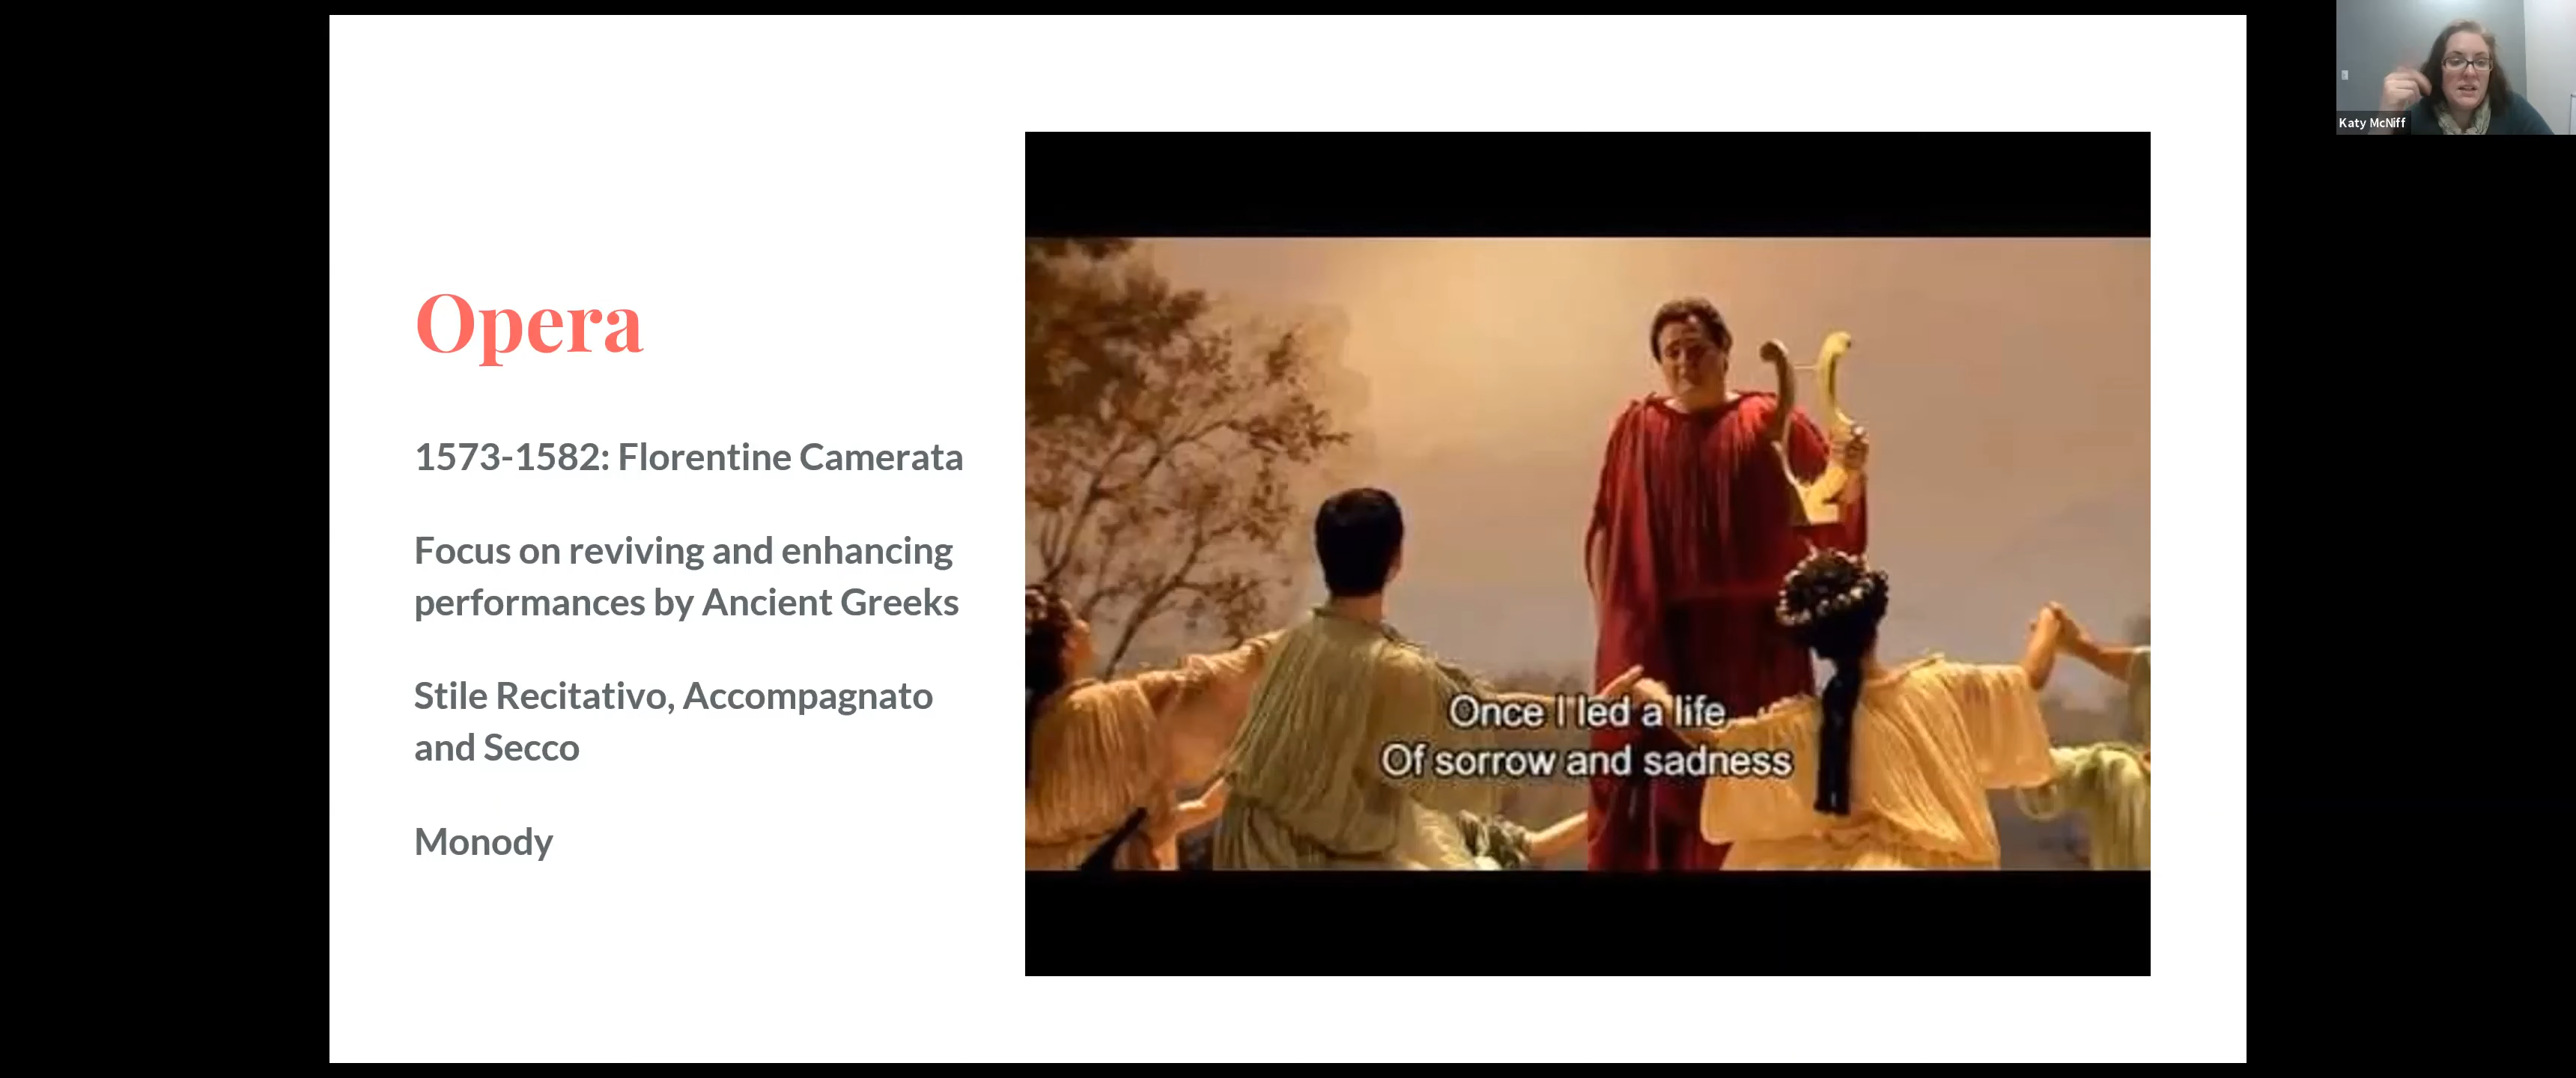 Opera
1573-1582: Florentine Camerata
Focus on reviving and enhancing
performances by Ancient Greeks
Stile Recitativo, Accompagnato
and Secco
Monody
Once I led a life
Of sorrow and sadness
Katy McNiff